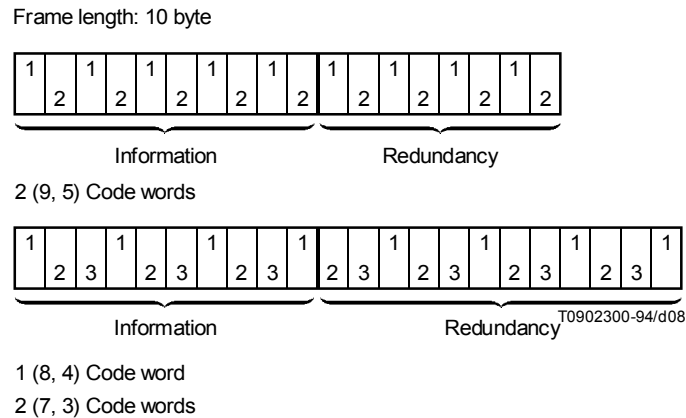 Frame length: 10 byte
1 1 1 1 1 1 1 1 1
2 2 2 2 2 2 2 2 2
Information Redundancy
2 (9, 5) Code words
1 1 1 1 1 1 1 1
2 3 2 3 2 3 2 3 2 3 2 3 2 3
Information Redundancy
T0902300-94/d08
1 (8, 4) Code word
2 (7, 3) Code words